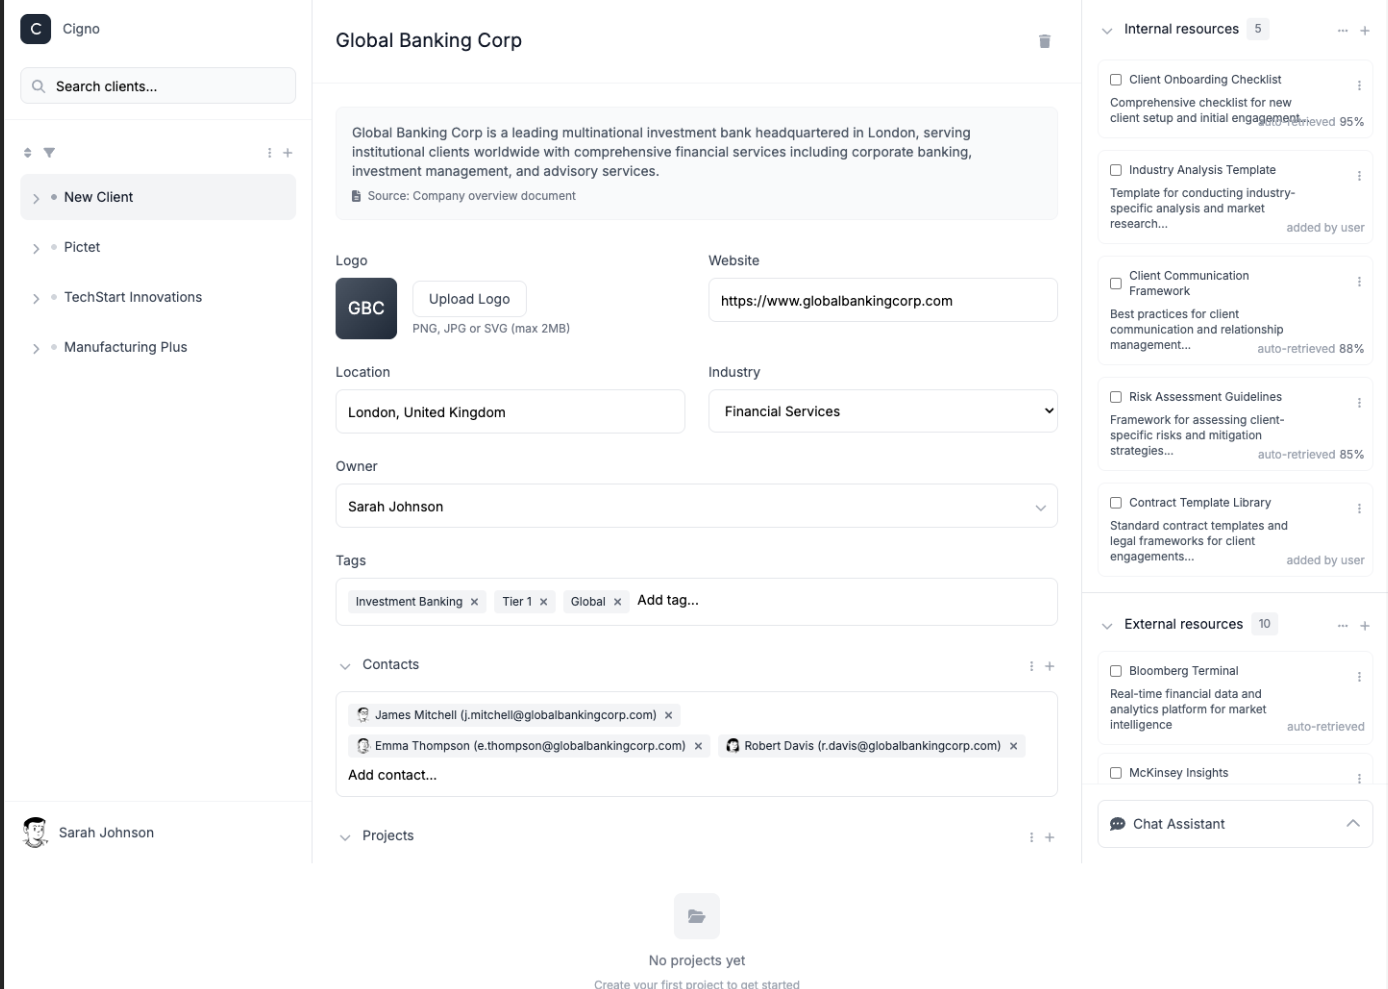 C Cigno
Search clients...
New Client
Pictet
TechStart Innovations
Manufacturing Plus
Sarah Johnson
Global Banking Corp
Global Banking Corp is a leading multinational investment bank headquartered in London, serving
institutional clients worldwide with comprehensive financial services including corporate banking,
investment management, and advisory services.
Source: Company overview document
Logo
GBC
Upload Logo
PNG, JPG or SVG (max 2MB)
Website
https://www.globalbankingcorp.com
Location
London, United Kingdom
Industry
Financial Services
Owner
Sarah Johnson
Tags
Investment Banking × Tier 1 × Global × Add tag...
Contacts
James Mitchell (j.mitchell@globalbankingcorp.com) ×
Emma Thompson (e.thompson@globalbankingcorp.com) × Robert Davis (r.davis@globalbankingcorp.com) ×
Add contact...
Projects
No projects yet
Create your first project to get started
Internal resources 5
Client Onboarding Checklist
Comprehensive checklist for new
client setup and initial engagement...
auto-retrieved 95%
Industry Analysis Template
Template for conducting industry-
specific analysis and market
research...
added by user
Client Communication
Framework
Best practices for client
communication and relationship
management...
auto-retrieved 88%
Risk Assessment Guidelines
Framework for assessing client-
specific risks and mitigation
strategies...
auto-retrieved 85%
Contract Template Library
Standard contract templates and
legal frameworks for client
engagements...
added by user
External resources 10
Bloomberg Terminal
Real-time financial data and
analytics platform for market
intelligence
auto-retrieved
McKinsey Insights
Chat Assistant